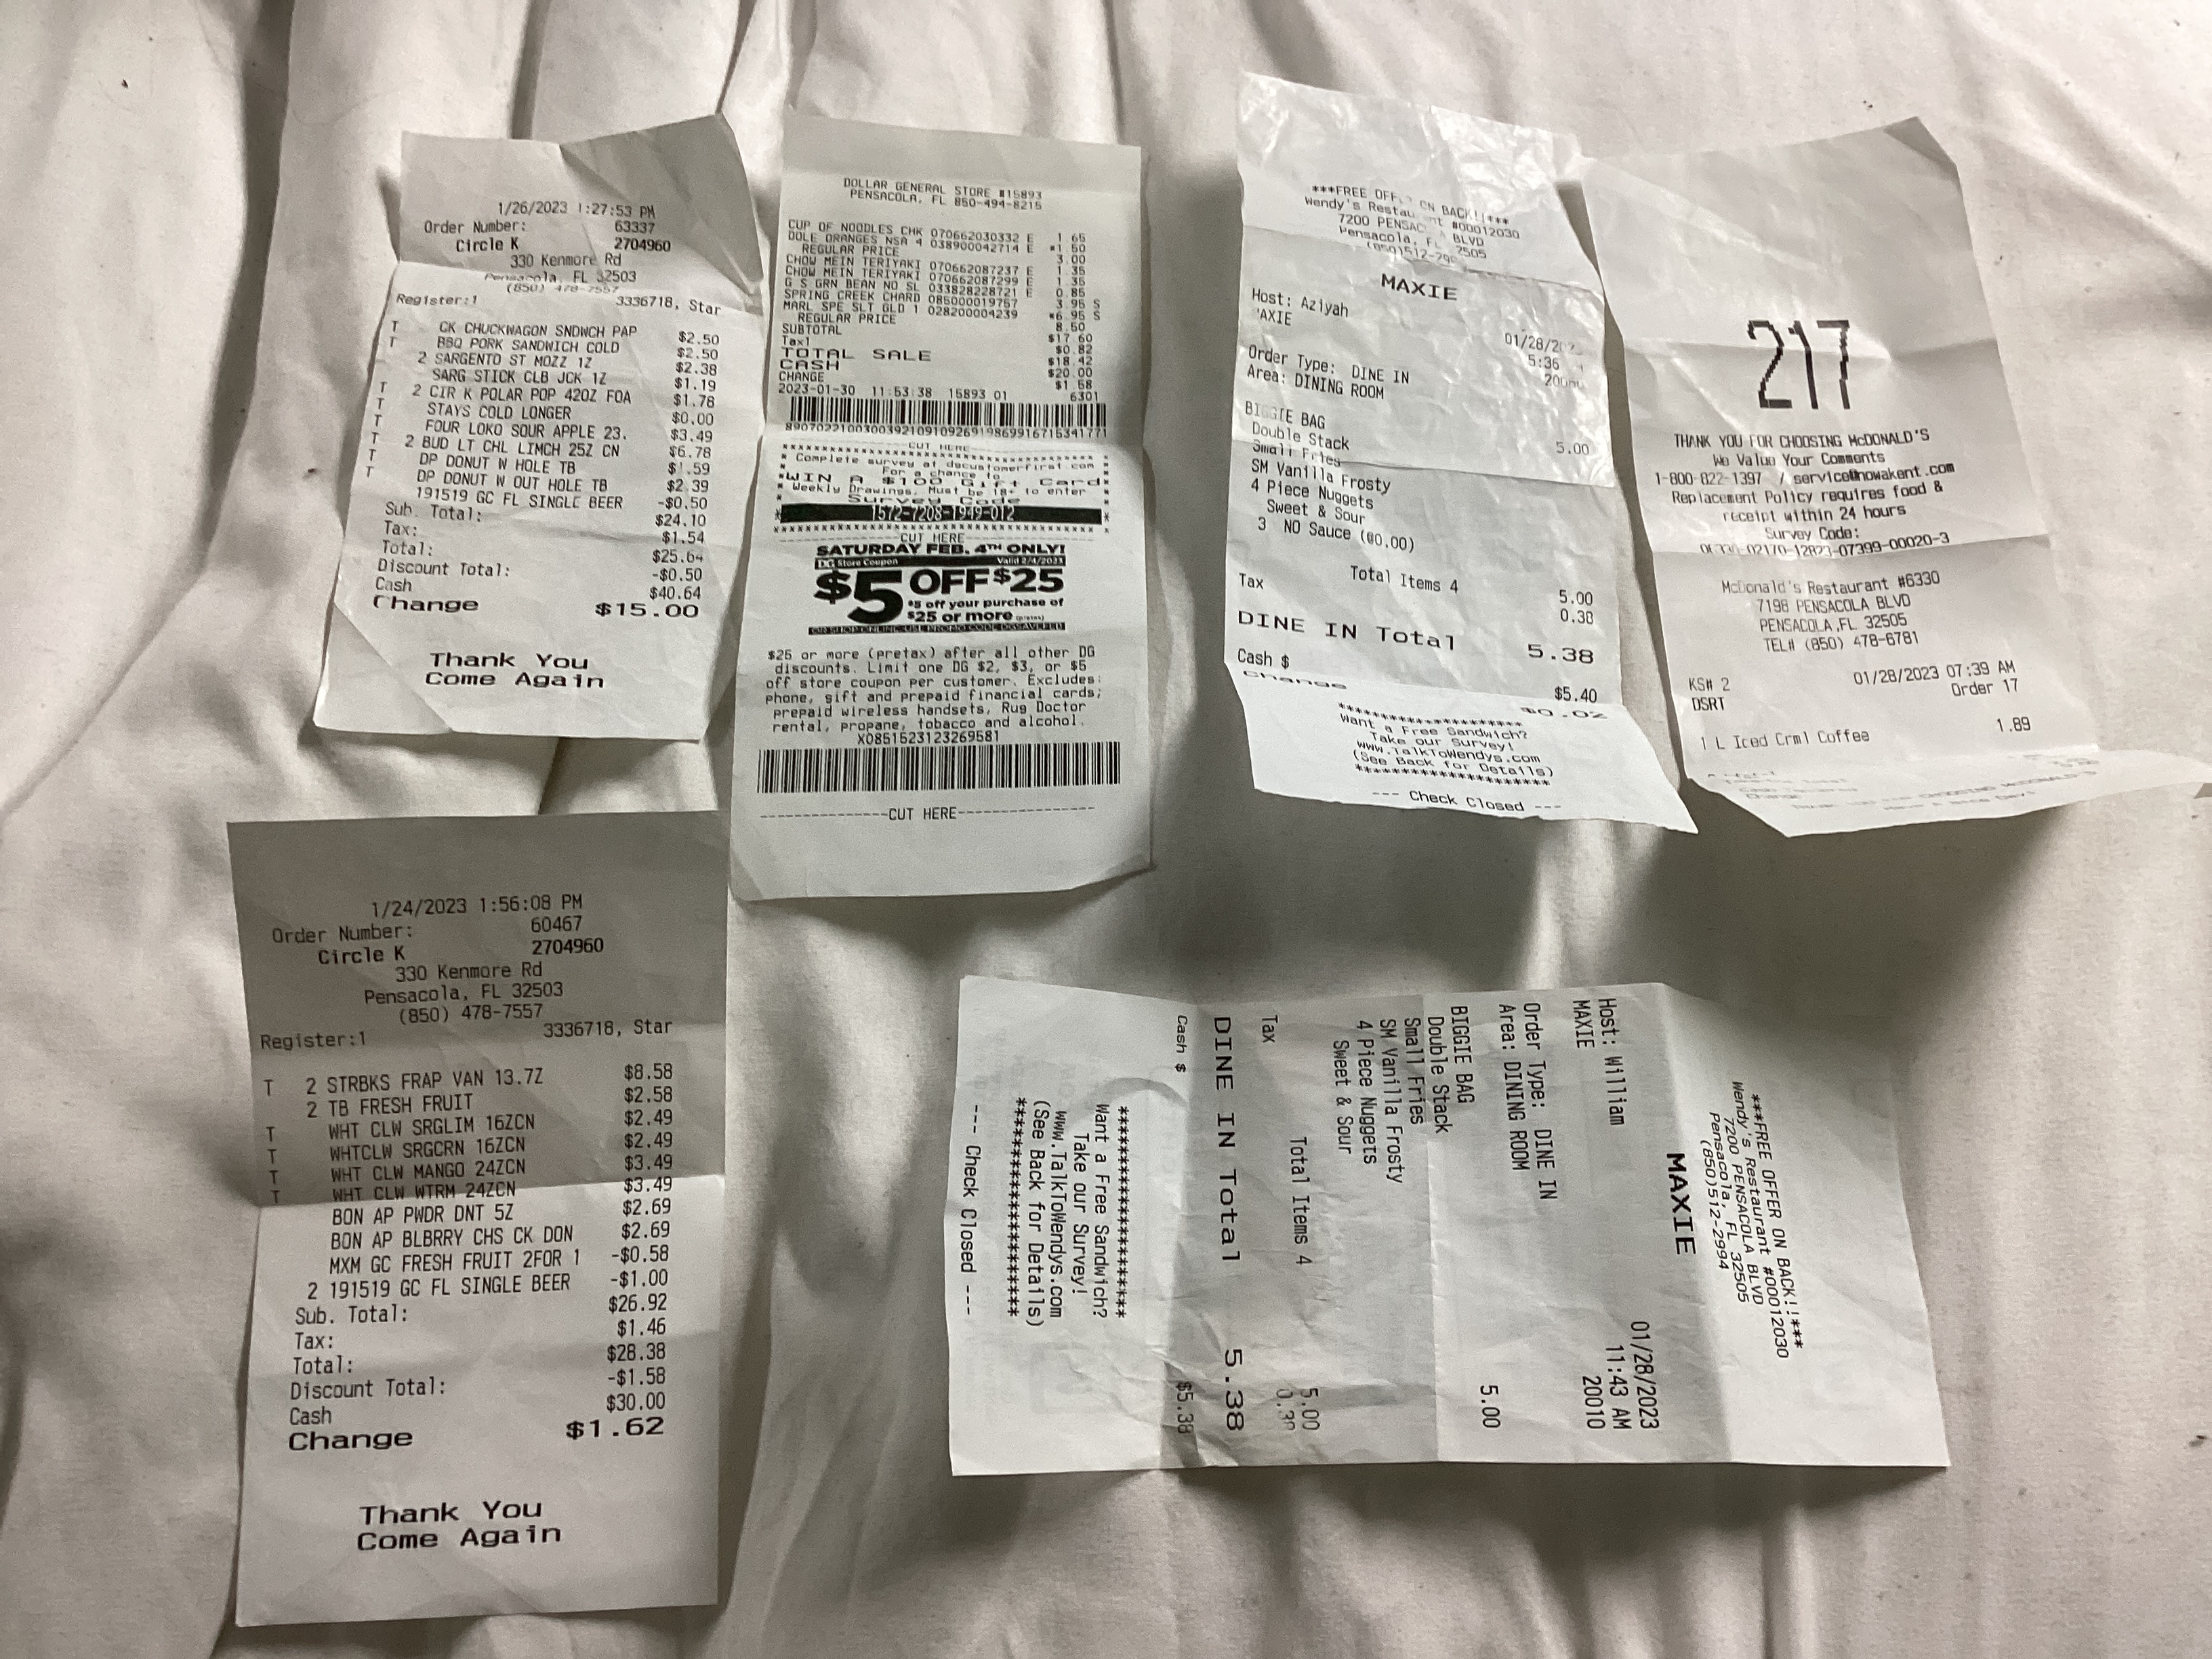 1/26/2023 1:27:53 PM
Order Number: 63337
Circle K 2704960
330 Kenmore Rd
Pensacola, FL 32503
(850) 478-7557
Register:1 3336718, Star
T CK CHUCKWAGON SNDWCH PAP $2.50
T BBQ PORK SANDWICH COLD $2.50
2 SARGENTO ST MOZZ 1Z $2.38
SARG STICK CLB JCK 1Z $1.19
T 2 CIR K POLAR POP 42OZ FOA $1.78
T STAYS COLD LONGER $0.00
T FOUR LOKO SOUR APPLE 23. $3.49
T 2 BUD LT CHL LIMCH 25Z CN $6.78
T DP DONUT W HOLE TB $1.59
T DP DONUT W OUT HOLE TB $2.39
191519 GC FL SINGLE BEER -$0.50
Sub. Total: $24.10
Tax: $1.54
Total: $25.64
Discount Total: -$0.50
Cash $40.64
Change $15.00
Thank You
Come Again
DOLLAR GENERAL STORE #15893
PENSACOLA, FL 850-494-8215
CUP OF NOODLES CHK 070662030332 E 1.65
DOLE ORANGES NSA 4 038900042714 E *1.50
REGULAR PRICE 3.00
CHOW MEIN TERIYAKI 070662087237 E 1.35
CHOW MEIN TERIYAKI 070662087299 E 1.35
G S GRN BEAN NO SL 033828228721 E 0.85
SPRING CREEK CHARD 085000019757 3.95 S
MARL SPE SLT GLD 1 028200004239 *6.95 S
REGULAR PRICE 8.50
SUBTOTAL $17.60
Tax1 $0.82
TOTAL SALE $18.42
CASH $20.00
CHANGE $1.58
2023-01-30 11:53:38 15893 01 6301
CUT HERE
* Complete survey at dgcustomerfirst.com *
* For a chance to *
*WIN A $100 Gift Card*
* Weekly Drawings. Must be 18+ to enter *
* Survey Code *
* 1572-7208-1949-012 *
CUT HERE
SATURDAY FEB. 4TH ONLY!
DG Store Coupon Valid 2/4/2023
$5 OFF $25
$5 off your purchase of
$25 or more (pretax)
OR SHOP ONLINE. USE PROMO CODE DGSAVEFEB
$25 or more (pretax) after all other DG
discounts. Limit one DG $2, $3, or $5
off store coupon per customer. Excludes:
phone, gift and prepaid financial cards;
prepaid wireless handsets, Rug Doctor
rental, propane, tobacco and alcohol.
X0851523123269581
---------------CUT HERE----------------
***FREE OFFER ON BACK!!***
Wendy's Restaurant #00012030
7200 PENSACOLA BLVD
Pensacola, FL 32505
MAXIE
Host: Aziyah
'AXIE 01/28/202
5:36
Order Type: DINE IN
Area: DINING ROOM
BIGGIE BAG 5.00
Double Stack
Small Fries
SM Vanilla Frosty
4 Piece Nuggets
Sweet & Sour
3 NO Sauce (@0.00)
Total Items 4
5.00
Tax 0.38
DINE IN Total 5.38
Cash $ $5.40
Change $0.02
*********************
Want a Free Sandwich?
Take our Survey!
www.TalkToWendys.com
(See Back for Details)
*********************
--- Check Closed ---
217
THANK YOU FOR CHOOSING McDONALD'S
We Value Your Comments
1-800-822-1397 / service@nowakent.com
Replacement Policy requires food &
receipt within 24 hours
Survey Code:
McDonald's Restaurant #6330
7198 PENSACOLA BLVD
PENSACOLA ,FL 32505
TEL# (850) 478-6781
KS# 2 01/28/2023 07:39 AM
DSRT Order 17
1 L Iced Crml Coffee 1.89
1/24/2023 1:56:08 PM
Order Number: 60467
Circle K 2704960
330 Kenmore Rd
Pensacola, FL 32503
(850) 478-7557
Register:1 3336718, Star
T 2 STRBKS FRAP VAN 13.7Z $8.58
2 TB FRESH FRUIT $2.58
T WHT CLW SRGLIM 16ZCN $2.49
T WHTCLW SRGCRN 16ZCN $2.49
T WHT CLW MANGO 24ZCN $3.49
T WHT CLW WTRM 24ZCN $3.49
BON AP PWDR DNT 5Z $2.69
BON AP BLBRRY CHS CK DON $2.69
MXM GC FRESH FRUIT 2FOR 1 -$0.58
2 191519 GC FL SINGLE BEER -$1.00
Sub. Total: $26.92
Tax: $1.46
Total: $28.38
Discount Total: -$1.58
Cash $30.00
Change $1.62
Thank You
Come Again
***FREE OFFER ON BACK!!***
Wendy's Restaurant #00012030
7200 PENSACOLA BLVD
Pensacola, FL 32505
(850)512-2994
MAXIE
Host: William 01/28/2023
MAXIE 11:43 AM
20010
Order Type: DINE IN
Area: DINING ROOM
BIGGIE BAG 5.00
Double Stack
Small Fries
SM Vanilla Frosty
4 Piece Nuggets
Sweet & Sour
Total Items 4
5.00
Tax 0.38
DINE IN Total 5.38
Cash $ $5.38
*********************
Want a Free Sandwich?
Take our Survey!
www.TalkToWendys.com
(See Back for Details)
*********************
--- Check Closed ---